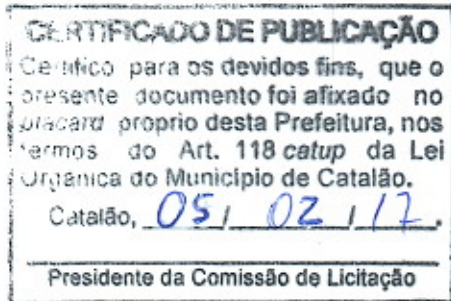 CERTIFICADO DE PUBLICAÇÃO
Certifico para os devidos fins, que o
presente documento foi afixado no
placard proprio desta Prefeitura, nos
termos do Art. 118 catup da Lei
Orgânica do Município de Catalão.
Catalão, 05 / 02 / 17.
Presidente da Comissão de Licitação